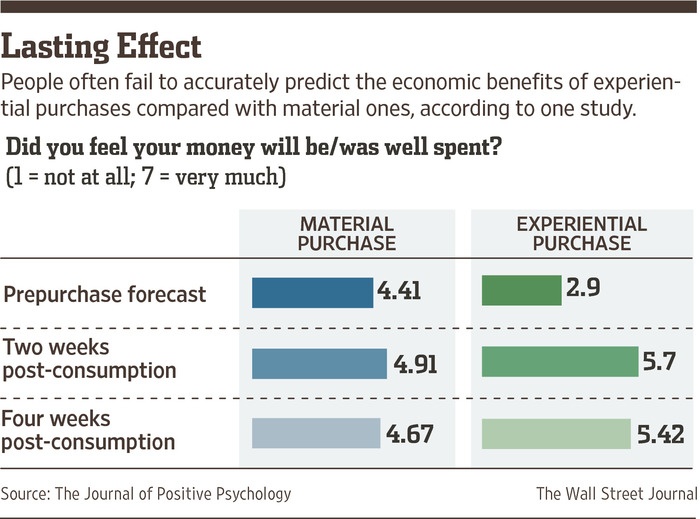 Lasting Effect
People often fail to accurately predict the economic benefits of experien-
tial purchases compared with material ones, according to one study.
Did you feel your money will be/was well spent?
(1 = not at all; 7 = very much)
MATERIAL
PURCHASE
EXPERIENTIAL
PURCHASE
Prepurchase forecast
4.41
2.9
Two weeks
post-consumption
4.91
5.7
Four weeks
post-consumption
4.67
5.42
Source: The Journal of Positive Psychology
The Wall Street Journal